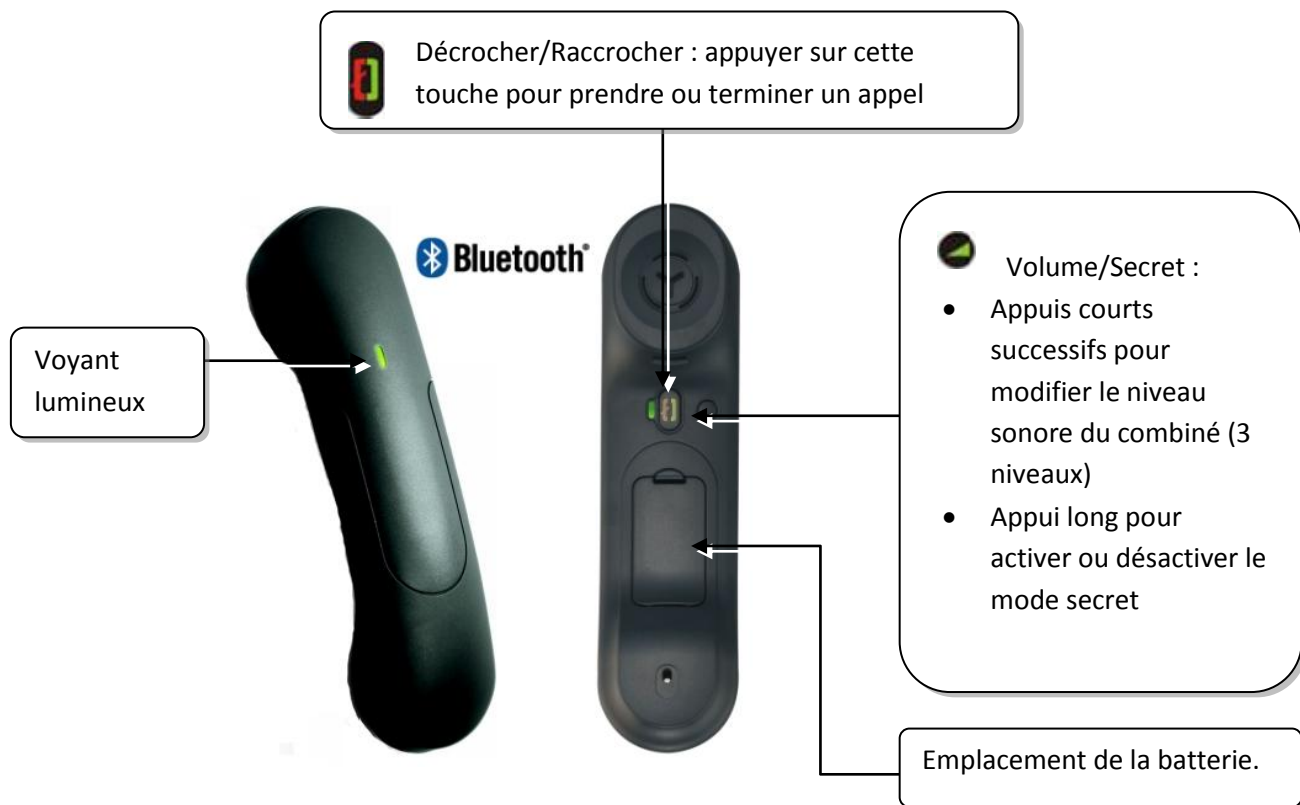 Décrocher/Raccrocher : appuyer sur cette
touche pour prendre ou terminer un appel
Bluetooth®
Voyant
lumineux
Volume/Secret :
• Appuis courts
successifs pour
modifier le niveau
sonore du combiné (3
niveaux)
• Appui long pour
activer ou désactiver le
mode secret
Emplacement de la batterie.